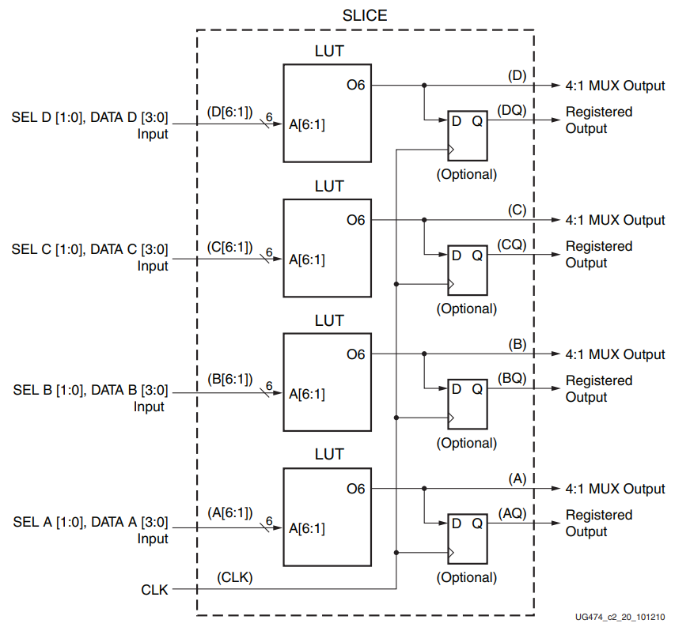 SLICE
LUT
O6
(D)
4:1 MUX Output
SEL D [1:0], DATA D [3:0]
Input
(D[6:1])
6
A[6:1]
D Q
(DQ)
Registered
Output
(Optional)
LUT
O6
(C)
4:1 MUX Output
SEL C [1:0], DATA C [3:0]
Input
(C[6:1])
6
A[6:1]
D Q
(CQ)
Registered
Output
(Optional)
LUT
O6
(B)
4:1 MUX Output
SEL B [1:0], DATA B [3:0]
Input
(B[6:1])
6
A[6:1]
D Q
(BQ)
Registered
Output
(Optional)
LUT
O6
(A)
4:1 MUX Output
SEL A [1:0], DATA A [3:0]
Input
(A[6:1])
6
A[6:1]
D Q
(AQ)
Registered
Output
(Optional)
CLK
(CLK)
UG474_c2_20_101210